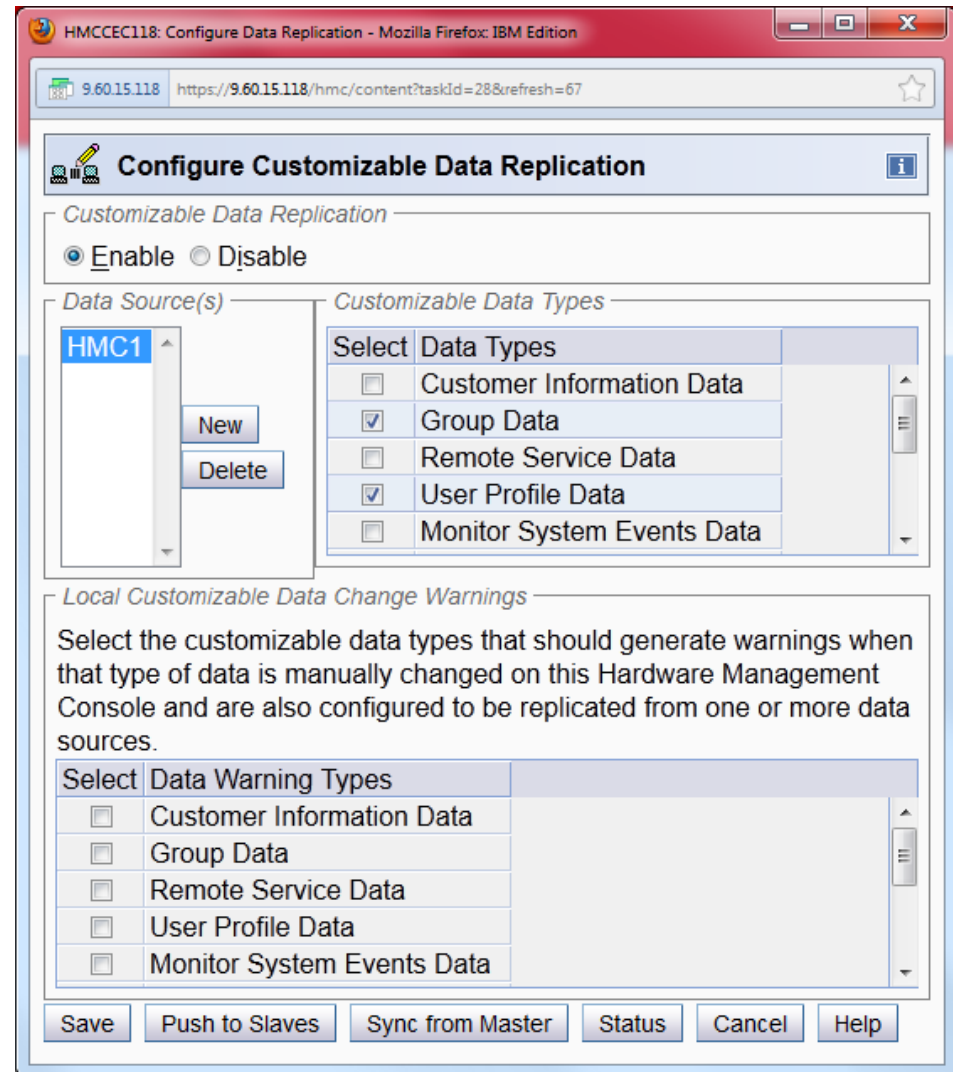 HMCCEC118: Configure Data Replication - Mozilla Firefox: IBM Edition
9.60.15.118 https://9.60.15.118/hmc/content?taskId=28&refresh=67
Configure Customizable Data Replication
Customizable Data Replication
Enable Disable
Data Source(s)
HMC1
New
Delete
Customizable Data Types
Select Data Types
Customer Information Data
Group Data
Remote Service Data
User Profile Data
Monitor System Events Data
Local Customizable Data Change Warnings
Select the customizable data types that should generate warnings when
that type of data is manually changed on this Hardware Management
Console and are also configured to be replicated from one or more data
sources.
Select Data Warning Types
Customer Information Data
Group Data
Remote Service Data
User Profile Data
Monitor System Events Data
Save Push to Slaves Sync from Master Status Cancel Help